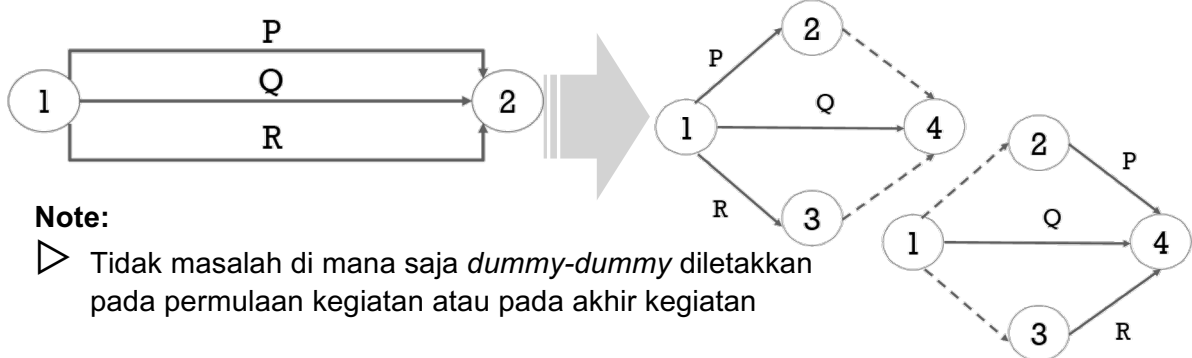 P
Q
R
1
2
P
Q
R
1
2
3
4
P
Q
R
1
2
3
4
Note:
Tidak masalah di mana saja dummy-dummy diletakkan
pada permulaan kegiatan atau pada akhir kegiatan